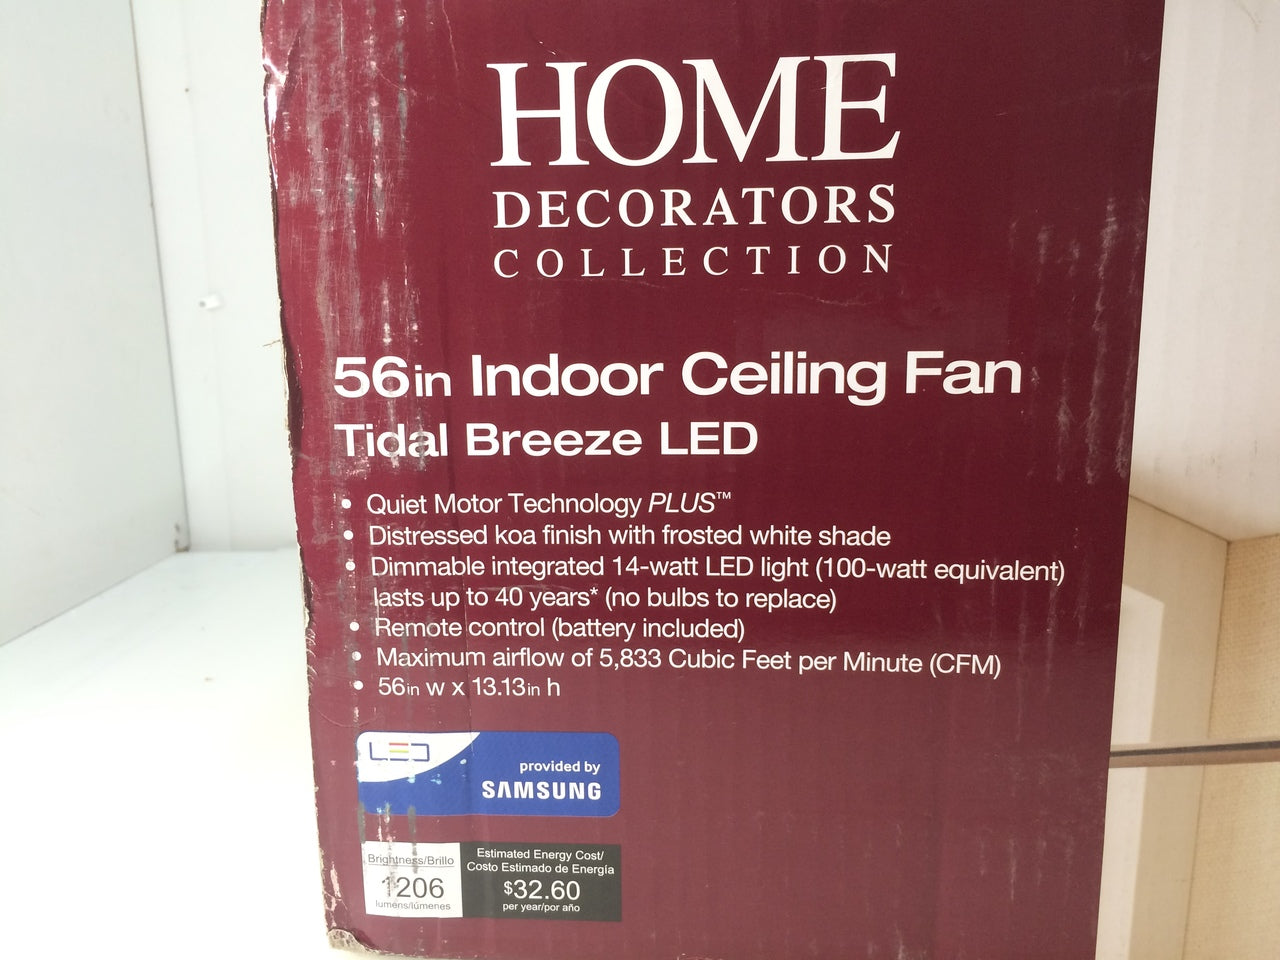 HOME
DECORATORS
COLLECTION
56in Indoor Ceiling Fan
Tidal Breeze LED
• Quiet Motor Technology PLUS™
• Distressed koa finish with frosted white shade
• Dimmable integrated 14-watt LED light (100-watt equivalent)
lasts up to 40 years* (no bulbs to replace)
• Remote control (battery included)
• Maximum airflow of 5,833 Cubic Feet per Minute (CFM)
• 56in w x 13.13in h
LED
provided by
SAMSUNG
Brightness/Brillo
1206
lumens/lúmenes
Estimated Energy Cost/
Costo Estimado de Energía
$32.60
per year/por año